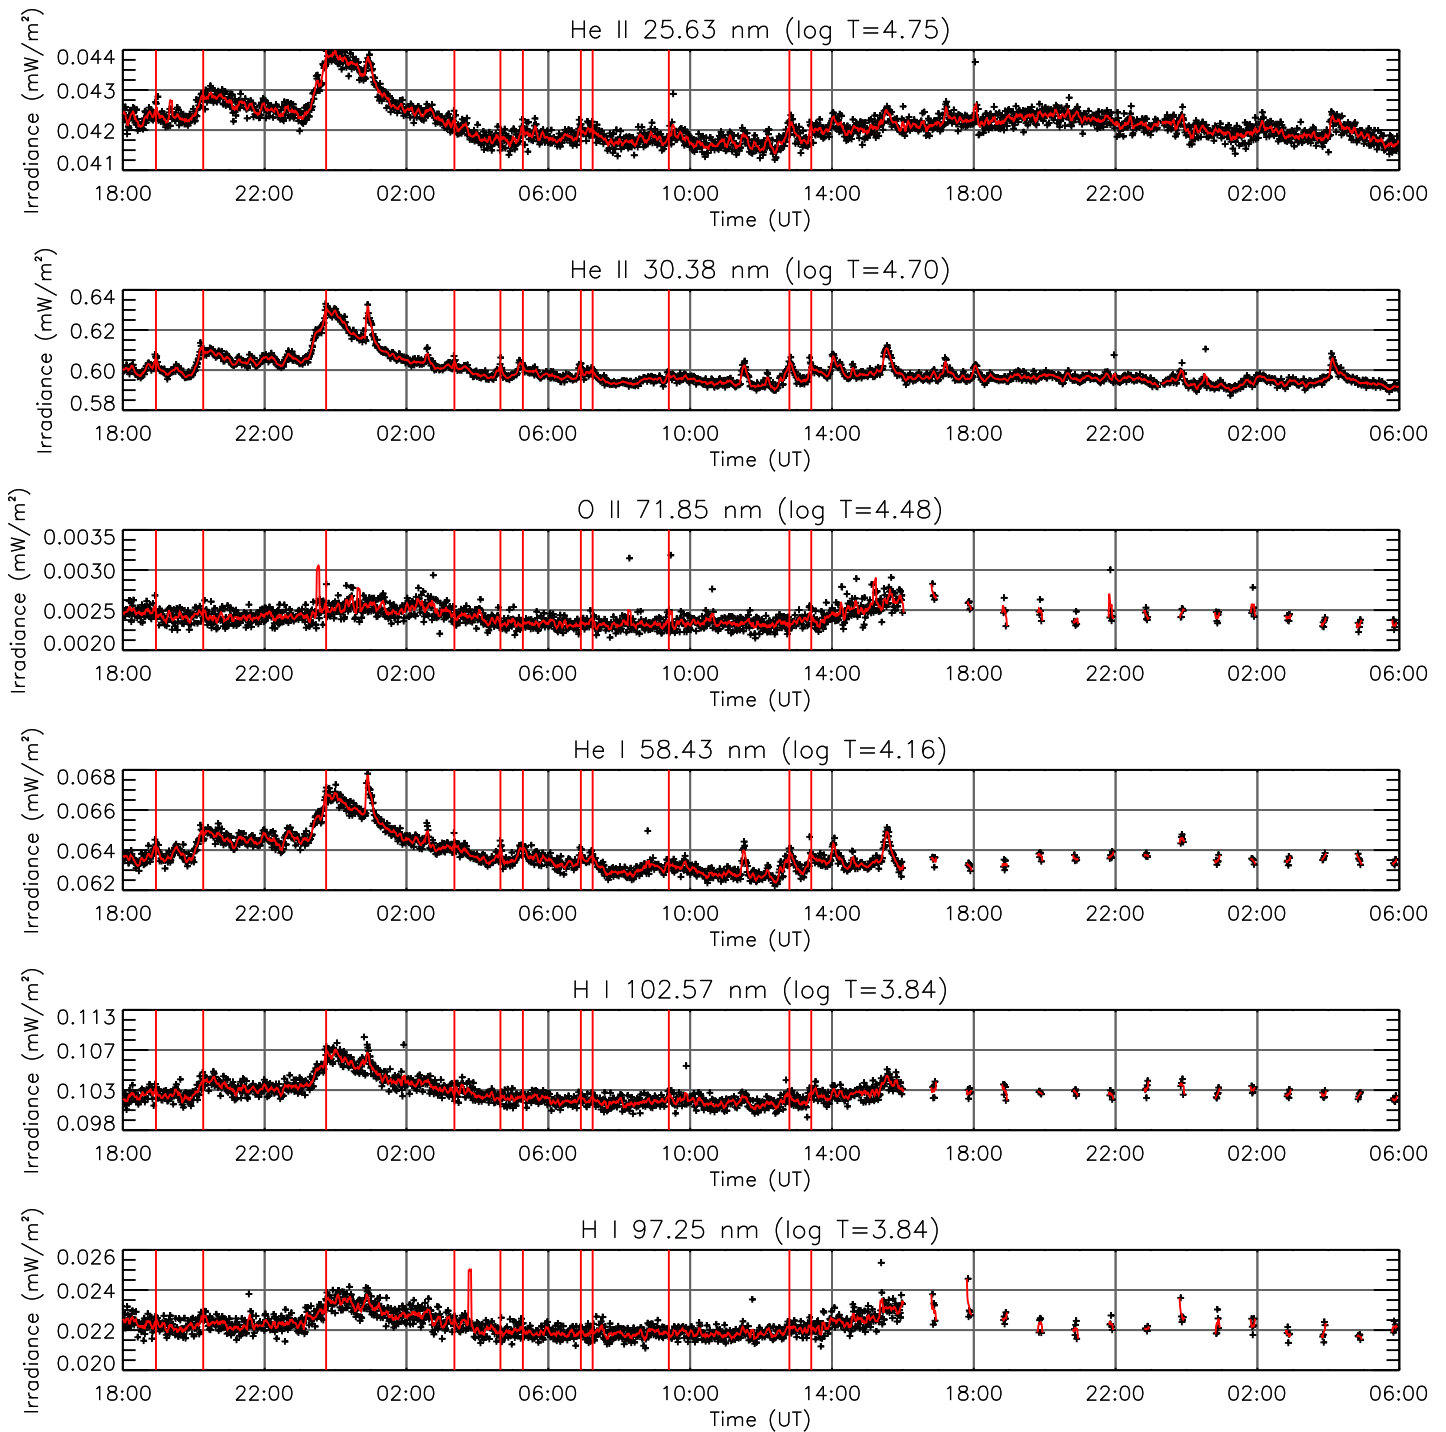 He II 25.63 nm (log T=4.75)
Irradiance (mW/m²)
0.044
0.043
0.042
0.041
18:00 22:00 02:00 06:00 10:00 14:00 18:00 22:00 02:00 06:00
Time (UT)
He II 30.38 nm (log T=4.70)
Irradiance (mW/m²)
0.64
0.62
0.60
0.58
18:00 22:00 02:00 06:00 10:00 14:00 18:00 22:00 02:00 06:00
Time (UT)
O II 71.85 nm (log T=4.48)
Irradiance (mW/m²)
0.0035
0.0030
0.0025
0.0020
18:00 22:00 02:00 06:00 10:00 14:00 18:00 22:00 02:00 06:00
Time (UT)
He I 58.43 nm (log T=4.16)
Irradiance (mW/m²)
0.068
0.066
0.064
0.062
18:00 22:00 02:00 06:00 10:00 14:00 18:00 22:00 02:00 06:00
Time (UT)
H I 102.57 nm (log T=3.84)
Irradiance (mW/m²)
0.113
0.107
0.103
0.098
18:00 22:00 02:00 06:00 10:00 14:00 18:00 22:00 02:00 06:00
Time (UT)
H I 97.25 nm (log T=3.84)
Irradiance (mW/m²)
0.026
0.024
0.022
0.020
18:00 22:00 02:00 06:00 10:00 14:00 18:00 22:00 02:00 06:00
Time (UT)